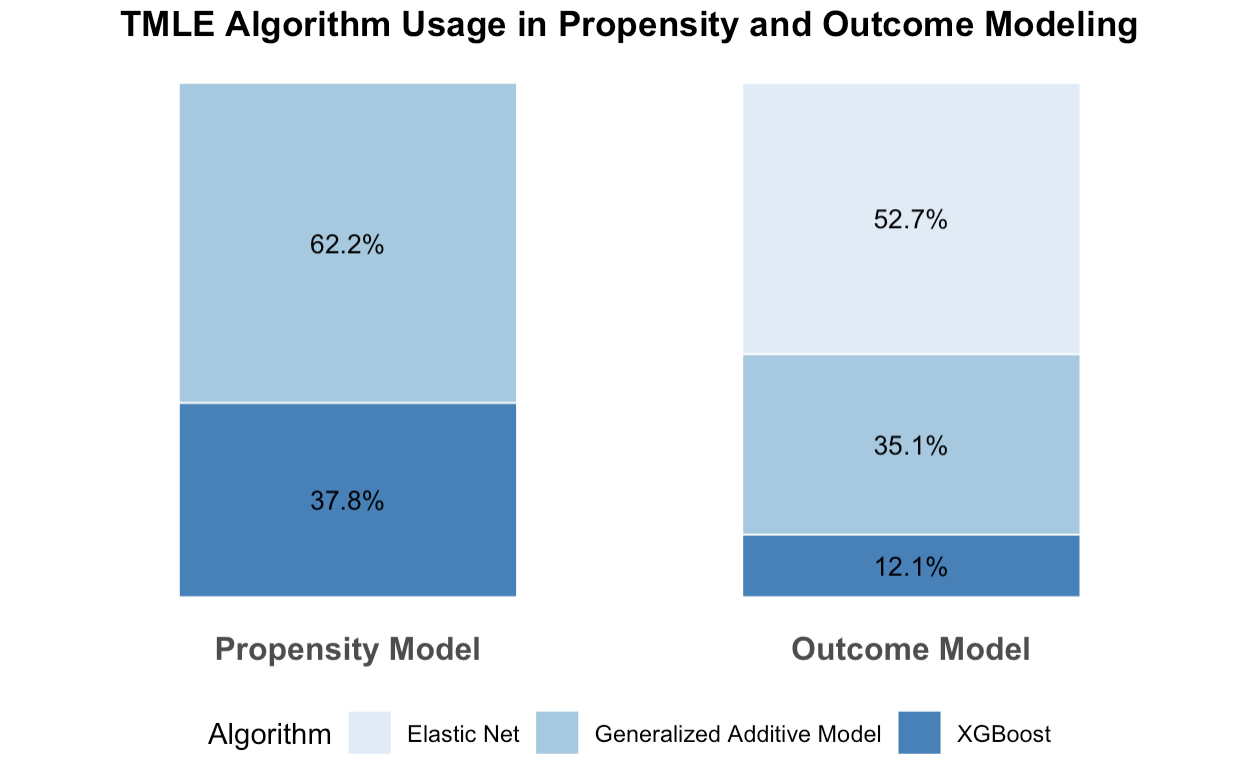 TMLE Algorithm Usage in Propensity and Outcome Modeling
62.2%
37.8%
52.7%
35.1%
12.1%
Propensity Model
Outcome Model
Algorithm
Elastic Net
Generalized Additive Model
XGBoost